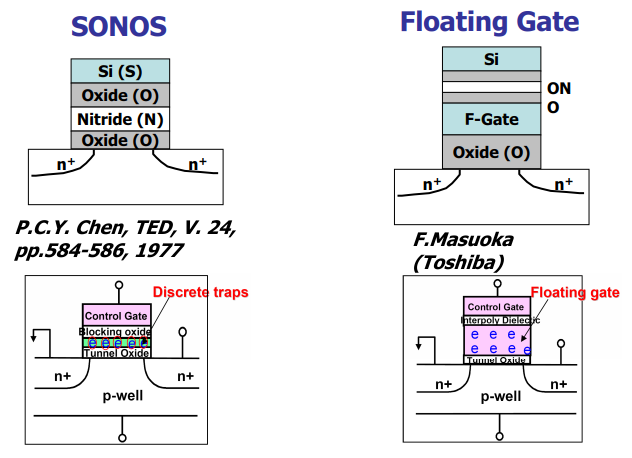 SONOS
Si (S)
Oxide (O)
Nitride (N)
Oxide (O)
n+
n+
P.C.Y. Chen, TED, V. 24,
pp.584-586, 1977
Discrete traps
Control Gate
Blocking oxide
e e e e e
Tunnel Oxide
n+
n+
p-well
Floating Gate
Si
ON
O
F-Gate
Oxide (O)
n+
n+
F.Masuoka
(Toshiba)
Floating gate
Control Gate
Interpoly Dielectic
e e e
e e e e
Tunnel Oxide
n+
n+
p-well